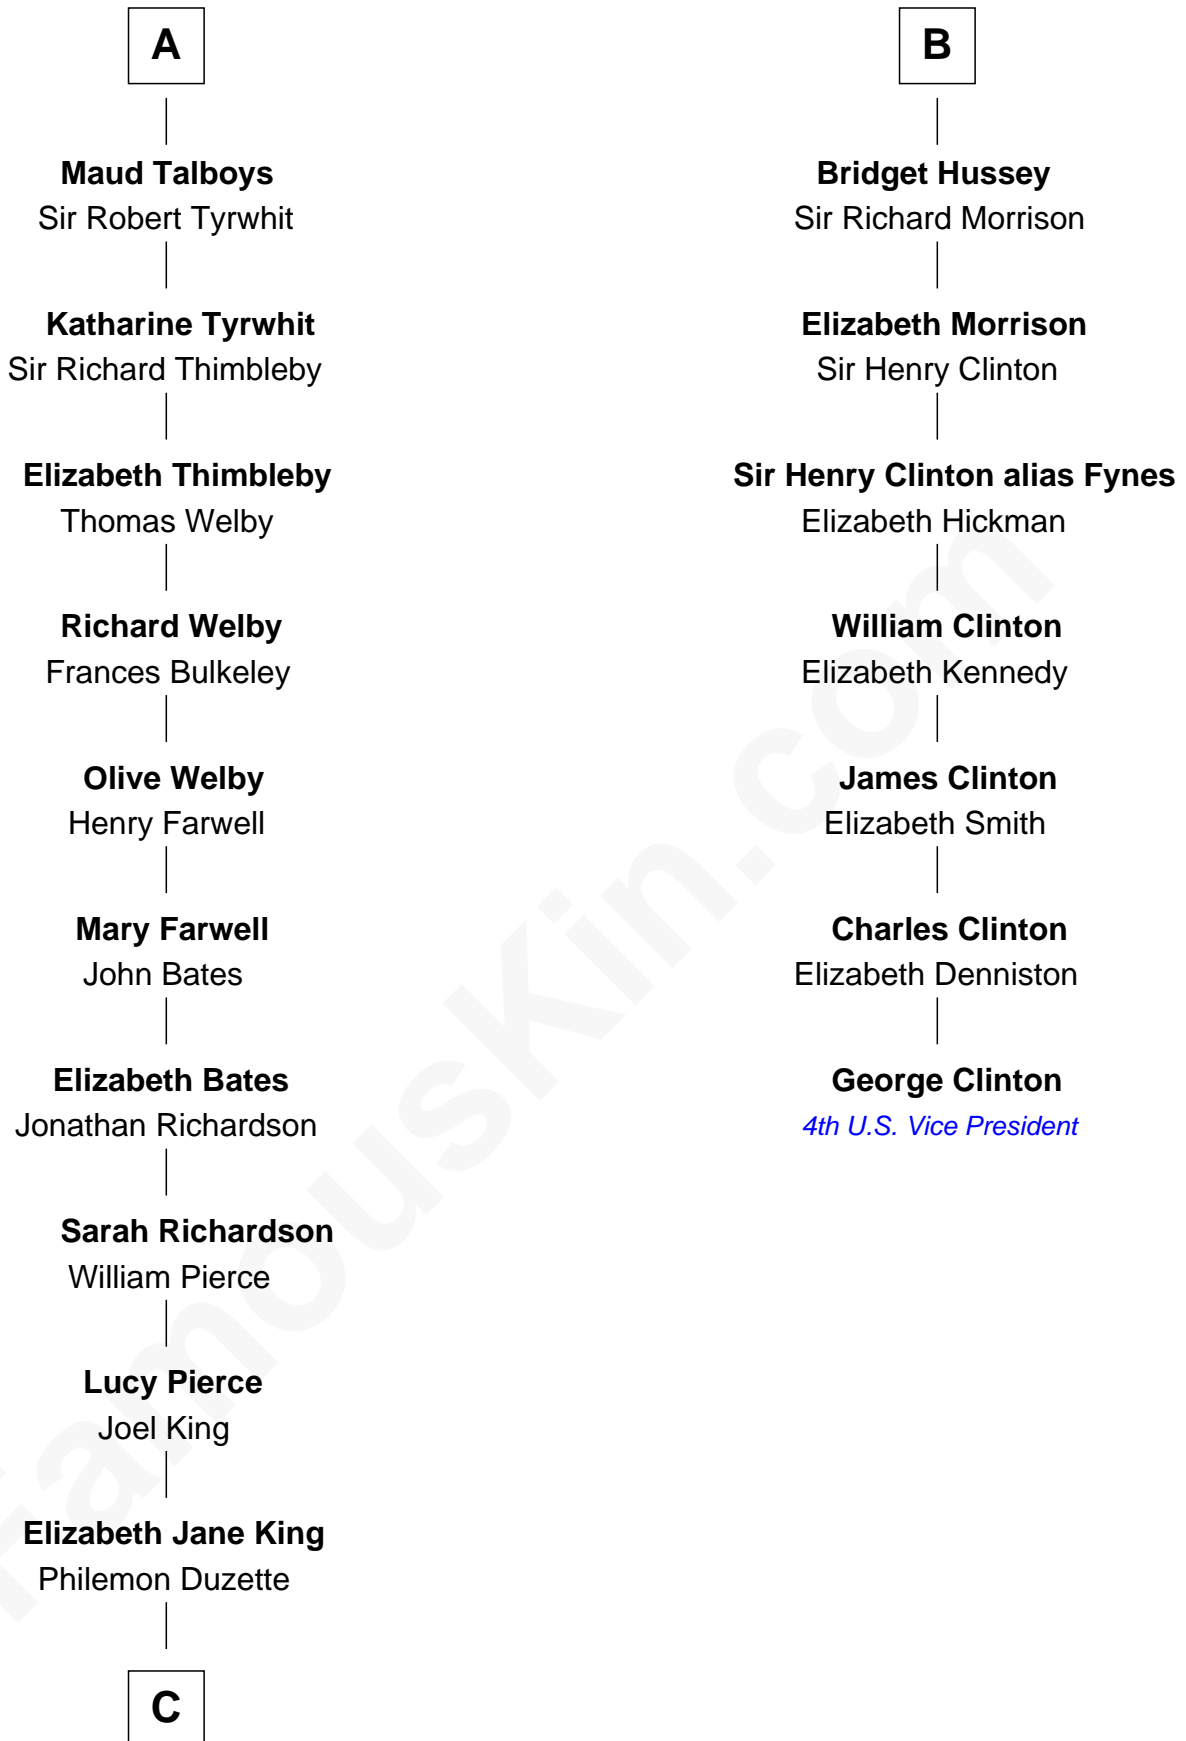 A
Maud Talboys
Sir Robert Tyrwhit
Katharine Tyrwhit
Sir Richard Thimbleby
Elizabeth Thimbleby
Thomas Welby
Richard Welby
Frances Bulkeley
Olive Welby
Henry Farwell
Mary Farwell
John Bates
Elizabeth Bates
Jonathan Richardson
Sarah Richardson
William Pierce
Lucy Pierce
Joel King
Elizabeth Jane King
Philemon Duzette
C
B
Bridget Hussey
Sir Richard Morrison
Elizabeth Morrison
Sir Henry Clinton
Sir Henry Clinton alias Fynes
Elizabeth Hickman
William Clinton
Elizabeth Kennedy
James Clinton
Elizabeth Smith
Charles Clinton
Elizabeth Denniston
George Clinton
4th U.S. Vice President
FamousKin.com